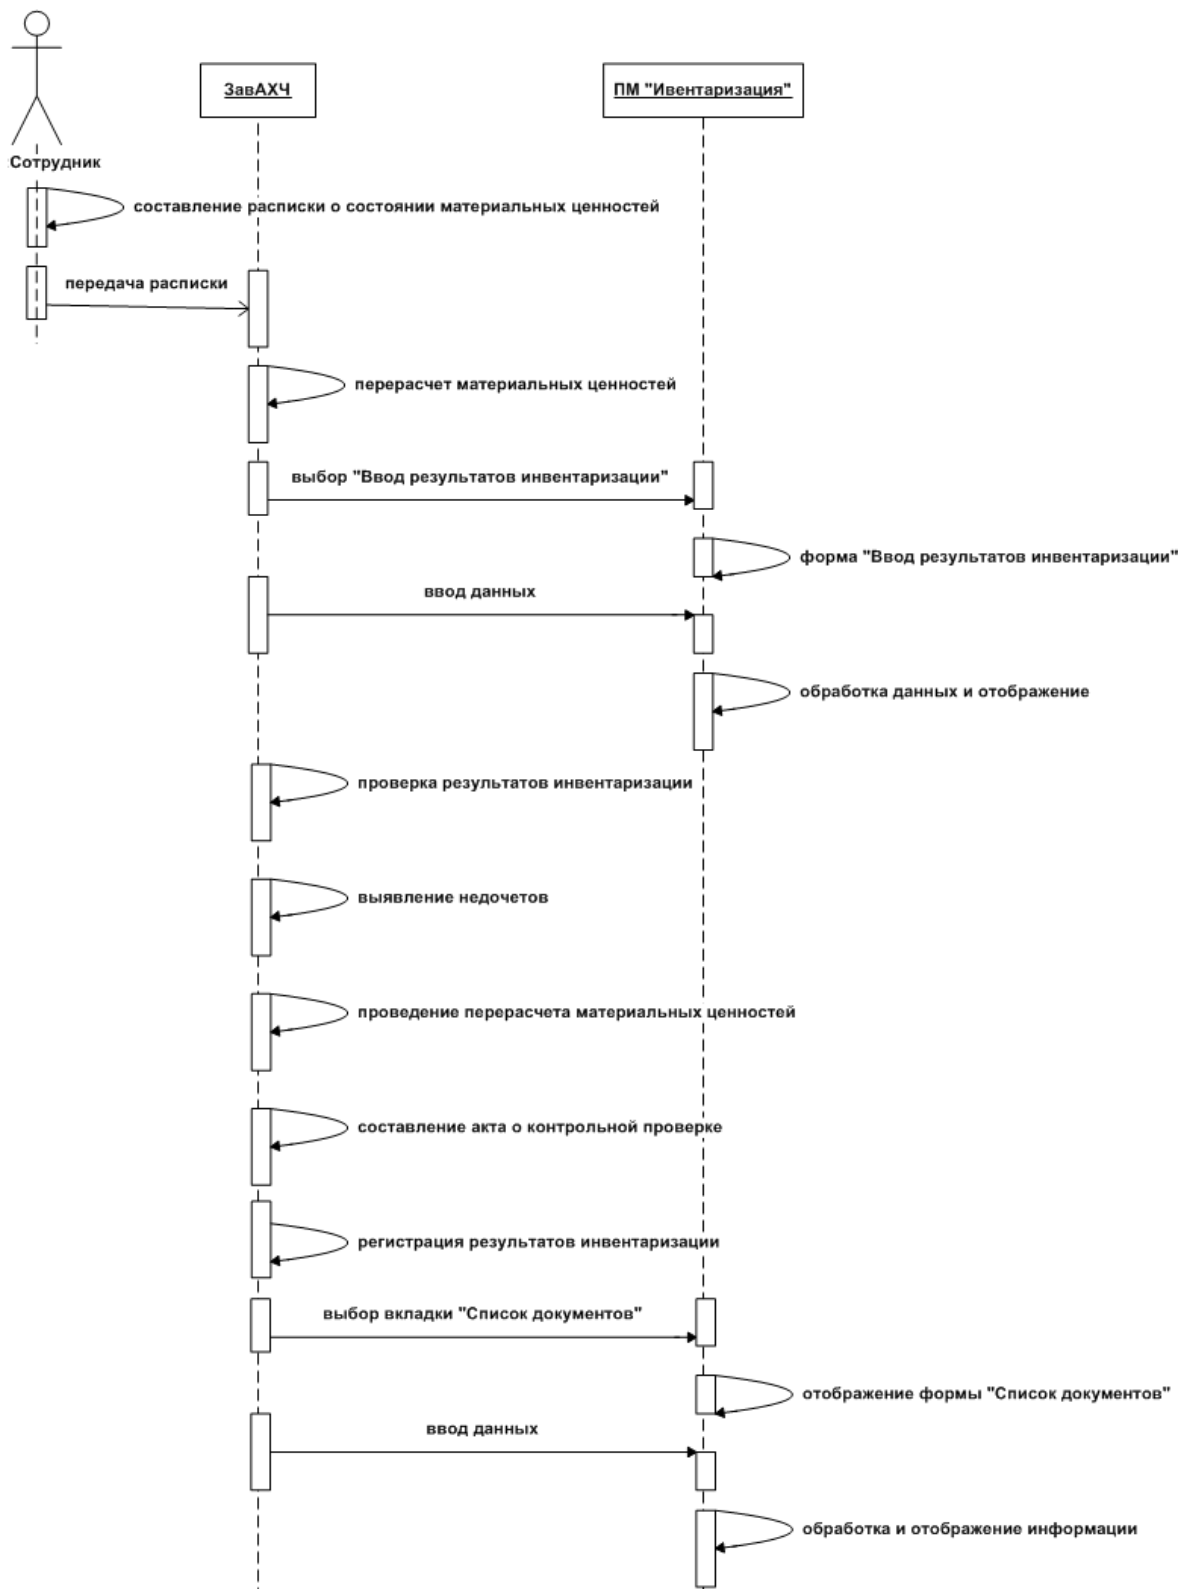 ЗавАХЧ
ПМ "Ивентаризация"
Сотрудник
составление расписки о состоянии материальных ценностей
передача расписки
перерасчет материальных ценностей
выбор "Ввод результатов инвентаризации"
форма "Ввод результатов инвентаризации"
ввод данных
обработка данных и отображение
проверка результатов инвентаризации
выявление недочетов
проведение перерасчета материальных ценностей
составление акта о контрольной проверке
регистрация результатов инвентаризации
выбор вкладки "Список документов"
отображение формы "Список документов"
ввод данных
обработка и отображение информации